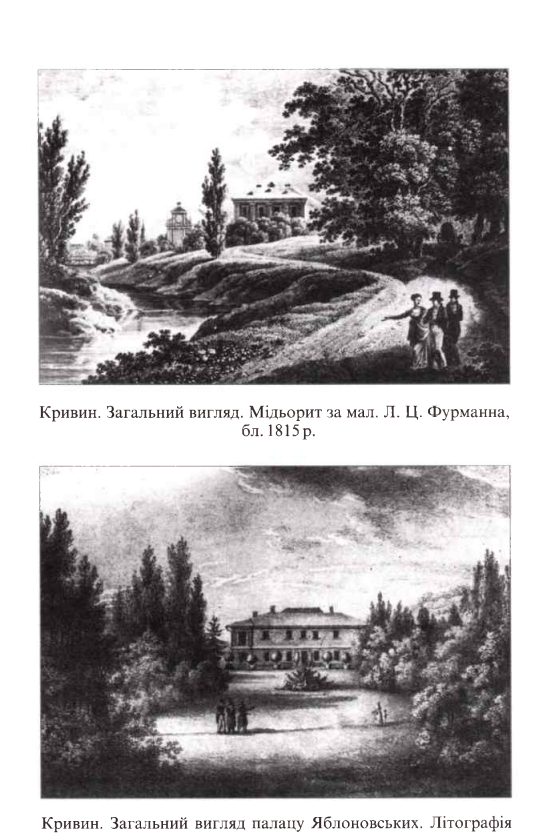 Кривин. Загальний вигляд. Мідьорит за мал. Л. Ц. Фурманна,
бл. 1815 р.
Кривин. Загальний вигляд палацу Яблоновських. Літографія